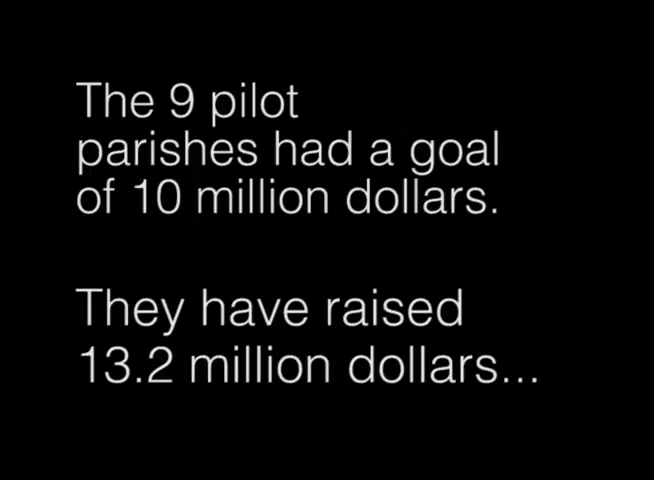 The 9 pilot
parishes had a goal
of 10 million dollars.
They have raised
13.2 million dollars...